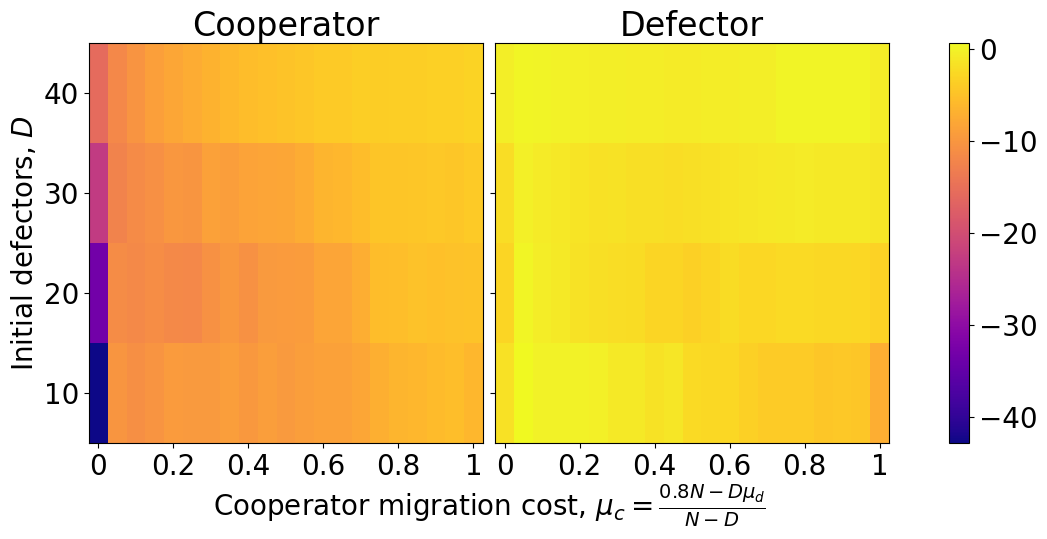 Cooperator Defector
Initial defectors, D
40
30
20
10
0 0.2 0.4 0.6 0.8 1
0 0.2 0.4 0.6 0.8 1
Cooperator migration cost, μ_c = \frac{0.8N − Dμ_d}{N − D}
0
−10
−20
−30
−40